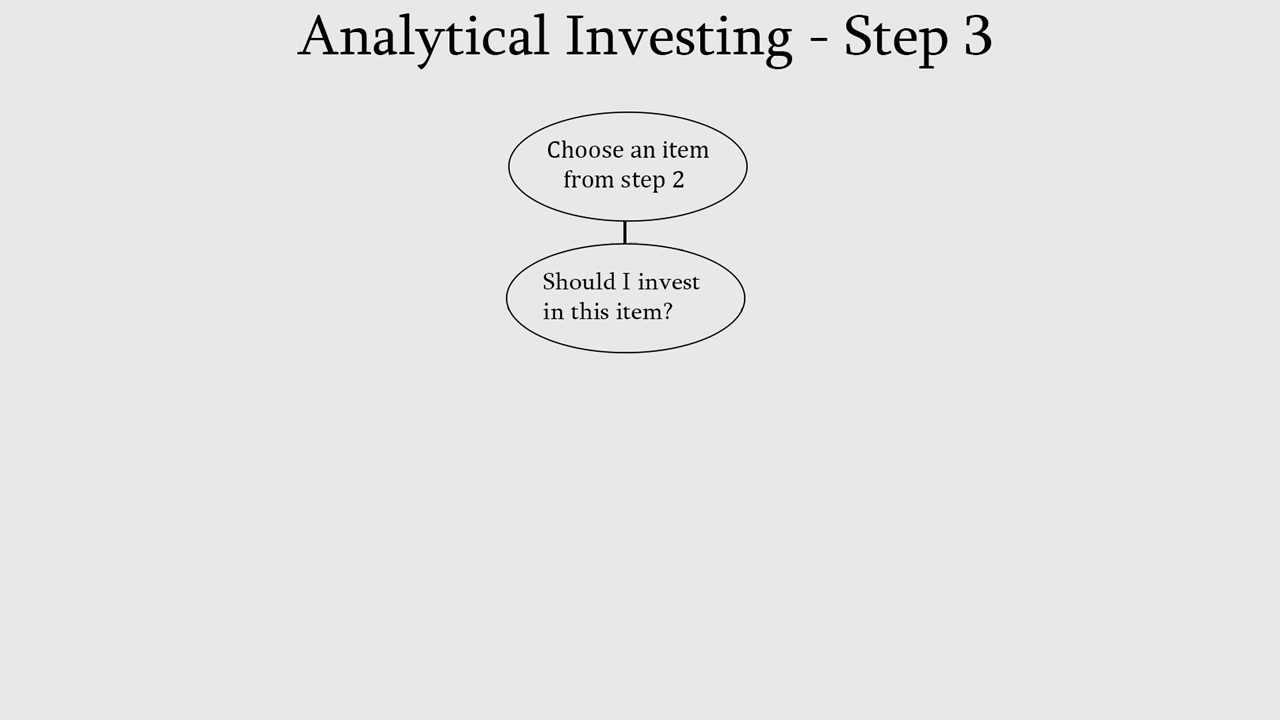 Analytical Investing - Step 3
Choose an item
from step 2
Should I invest
in this item?